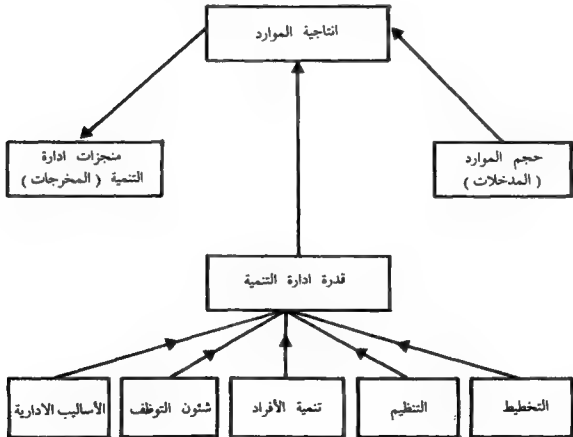 انتاجية الموارد
حجم الموارد
(المدخلات)
منجزات ادارة
التنمية (المخرجات)
قدرة ادارة التنمية
التخطيط
التنظيم
تنمية الأفراد
شئون التوظف
الأساليب الادارية